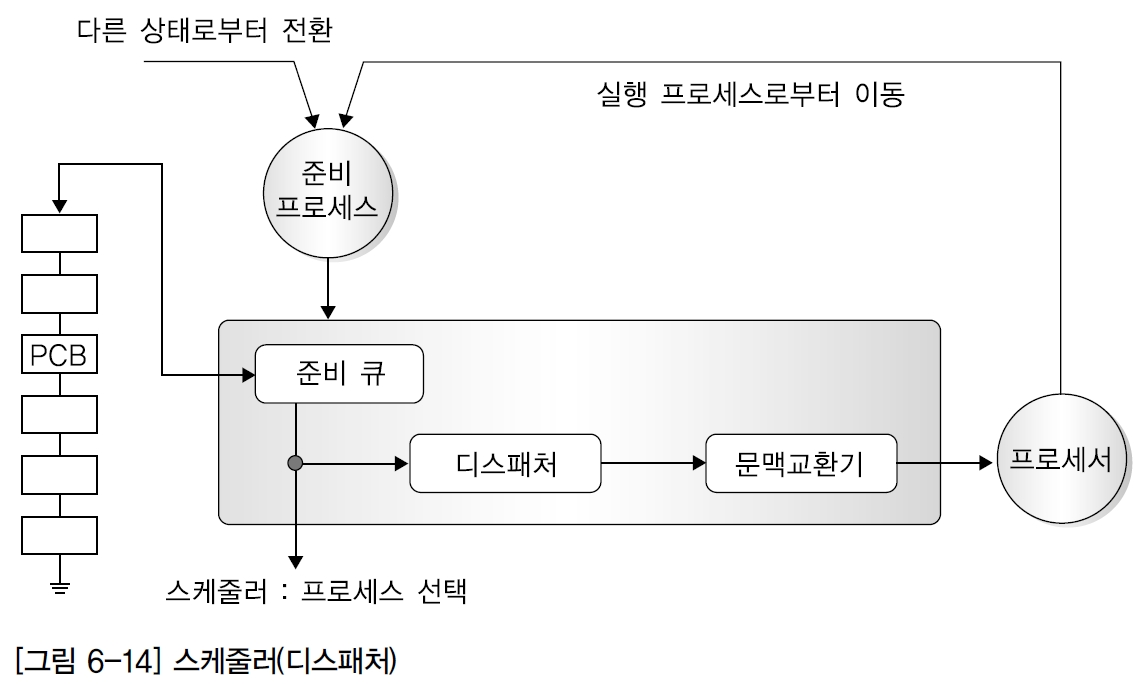 다른 상태로부터 전환
실행 프로세스로부터 이동
준비
프로세스
PCB
준비 큐
디스패처
문맥교환기
프로세서
스케줄러 : 프로세스 선택
[그림 6-14] 스케줄러(디스패처)